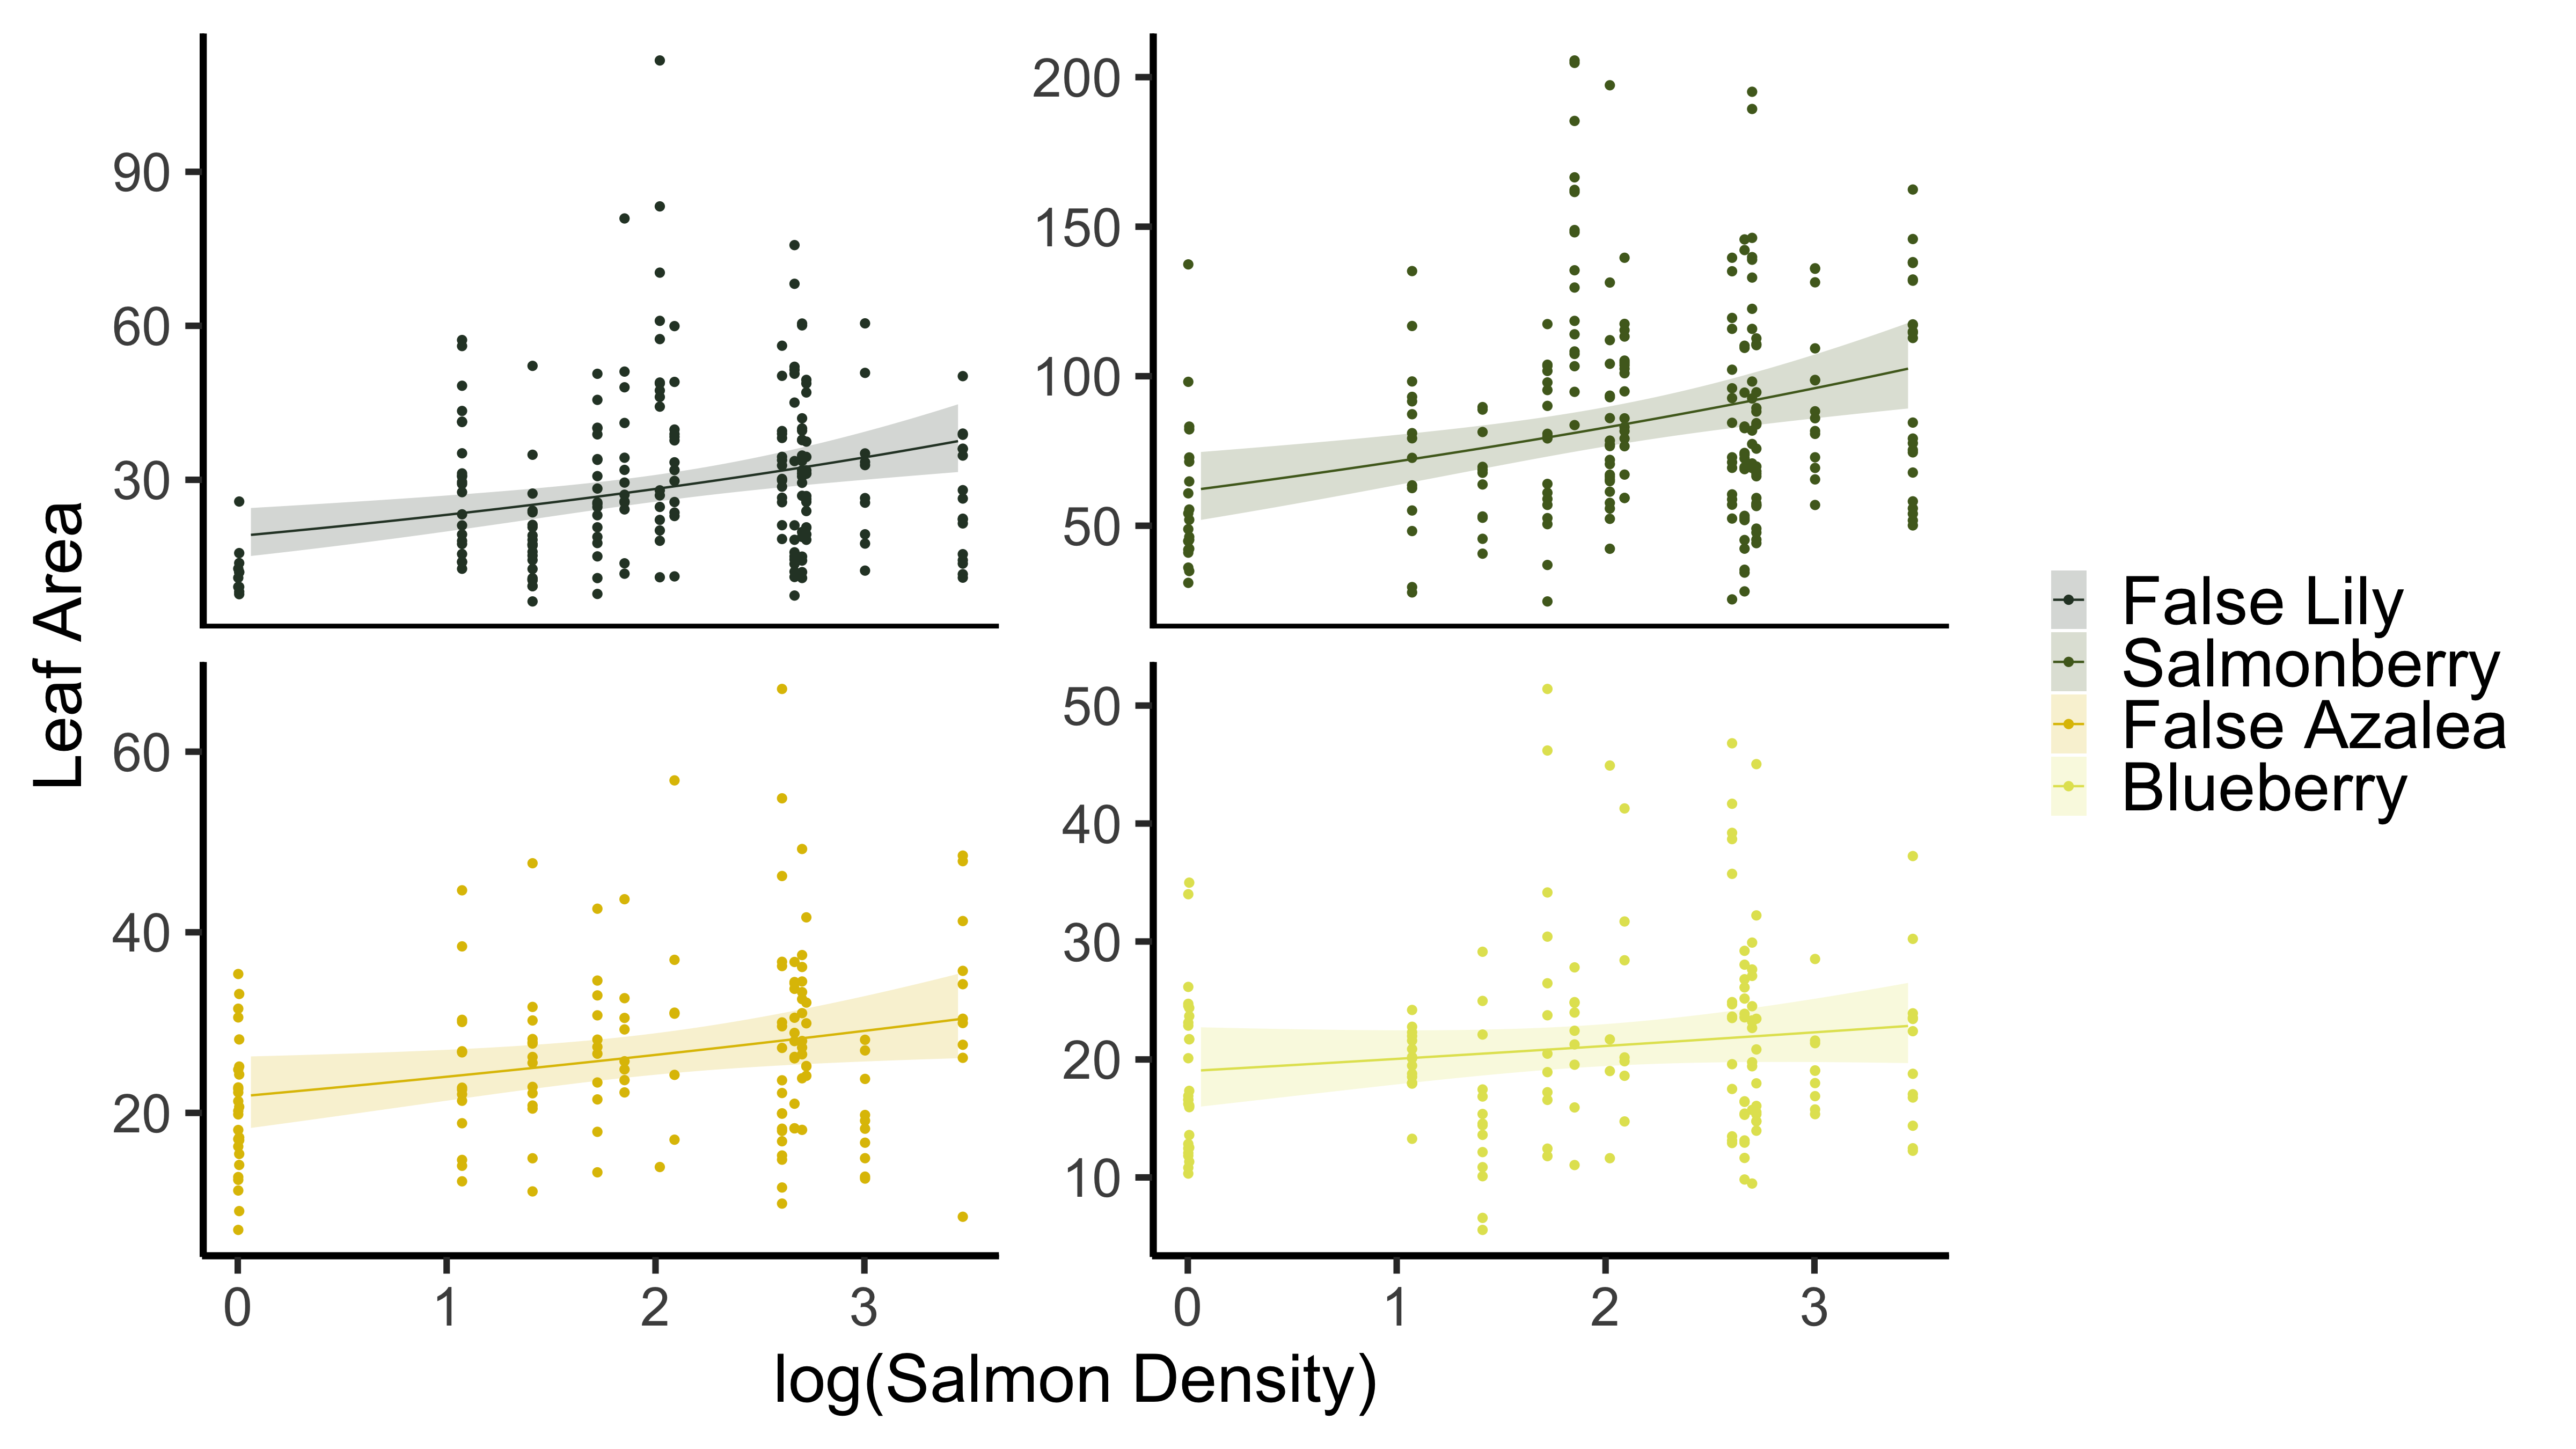 Leaf Area
90
60
30
200
150
100
50
60
40
20
50
40
30
20
10
0 1 2 3
0 1 2 3
log(Salmon Density)
False Lily
Salmonberry
False Azalea
Blueberry